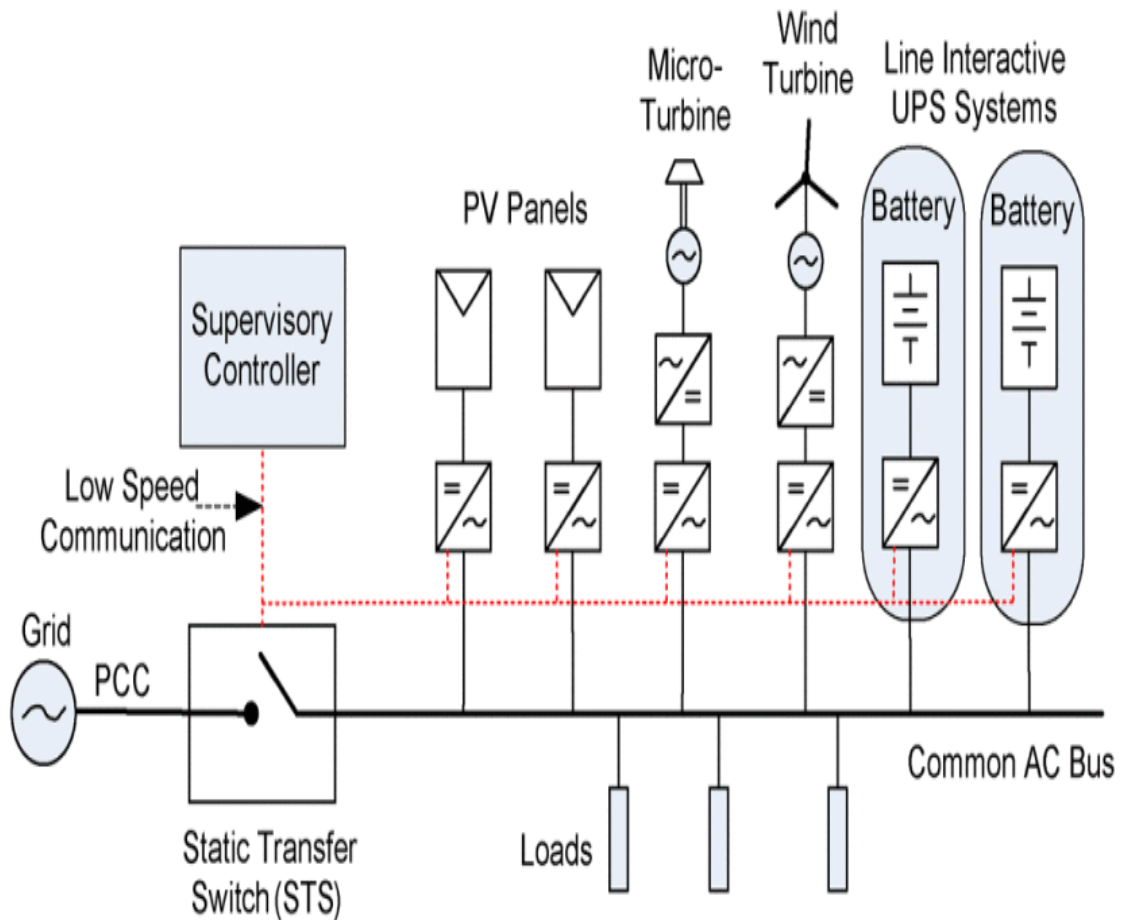 Wind
Turbine
Micro-
Turbine
Line Interactive
UPS Systems
PV Panels
Battery
Battery
Supervisory
Controller
Low Speed
Communication
Grid
PCC
Common AC Bus
Static Transfer
Switch (STS)
Loads